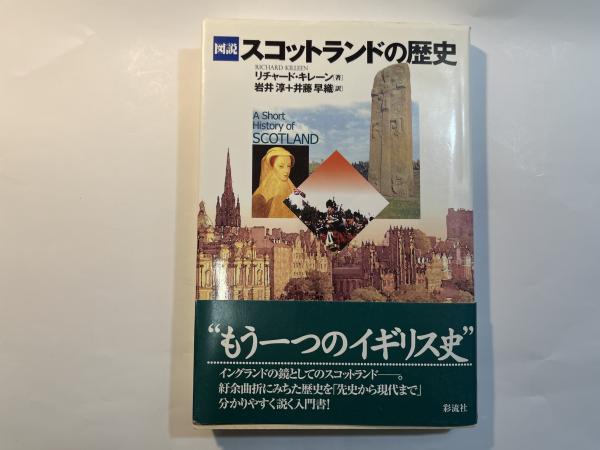 図説 スコットランドの歴史
RICHARD KILLEEN
リチャード・キレーン[著]
岩井 淳+井藤早織[訳]
A Short
History of
SCOTLAND
“もう一つのイギリス史”
イングランドの鏡としてのスコットランド——。
紆余曲折にみちた歴史を「先史から現代まで」
分かりやすく説く入門書!
彩流社